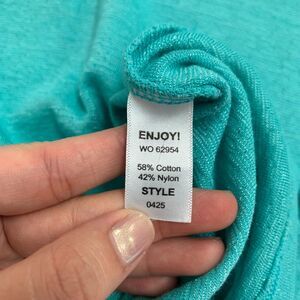 ENJOY!
WO 62954
58% Cotton
42% Nylon
STYLE
0425